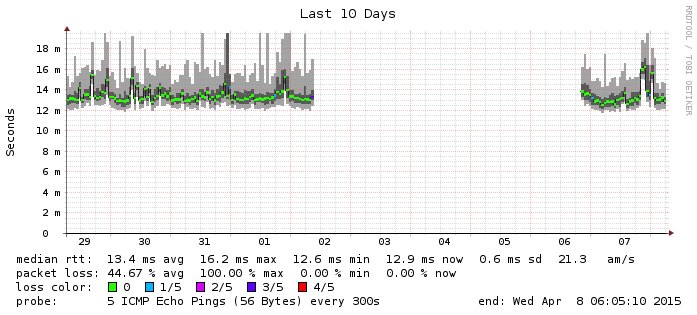 Last 10 Days
RRDTOOL / TOBI OETIKER
Seconds
18 m
16 m
14 m
12 m
10 m
8 m
6 m
4 m
2 m
0
29 30 31 01 02 03 04 05 06 07
median rtt: 13.4 ms avg 16.2 ms max 12.6 ms min 12.9 ms now 0.6 ms sd 21.3 am/s
packet loss: 44.67 % avg 100.00 % max 0.00 % min 0.00 % now
loss color: 0 1/5 2/5 3/5 4/5
probe: 5 ICMP Echo Pings (56 Bytes) every 300s end: Wed Apr 8 06:05:10 2015